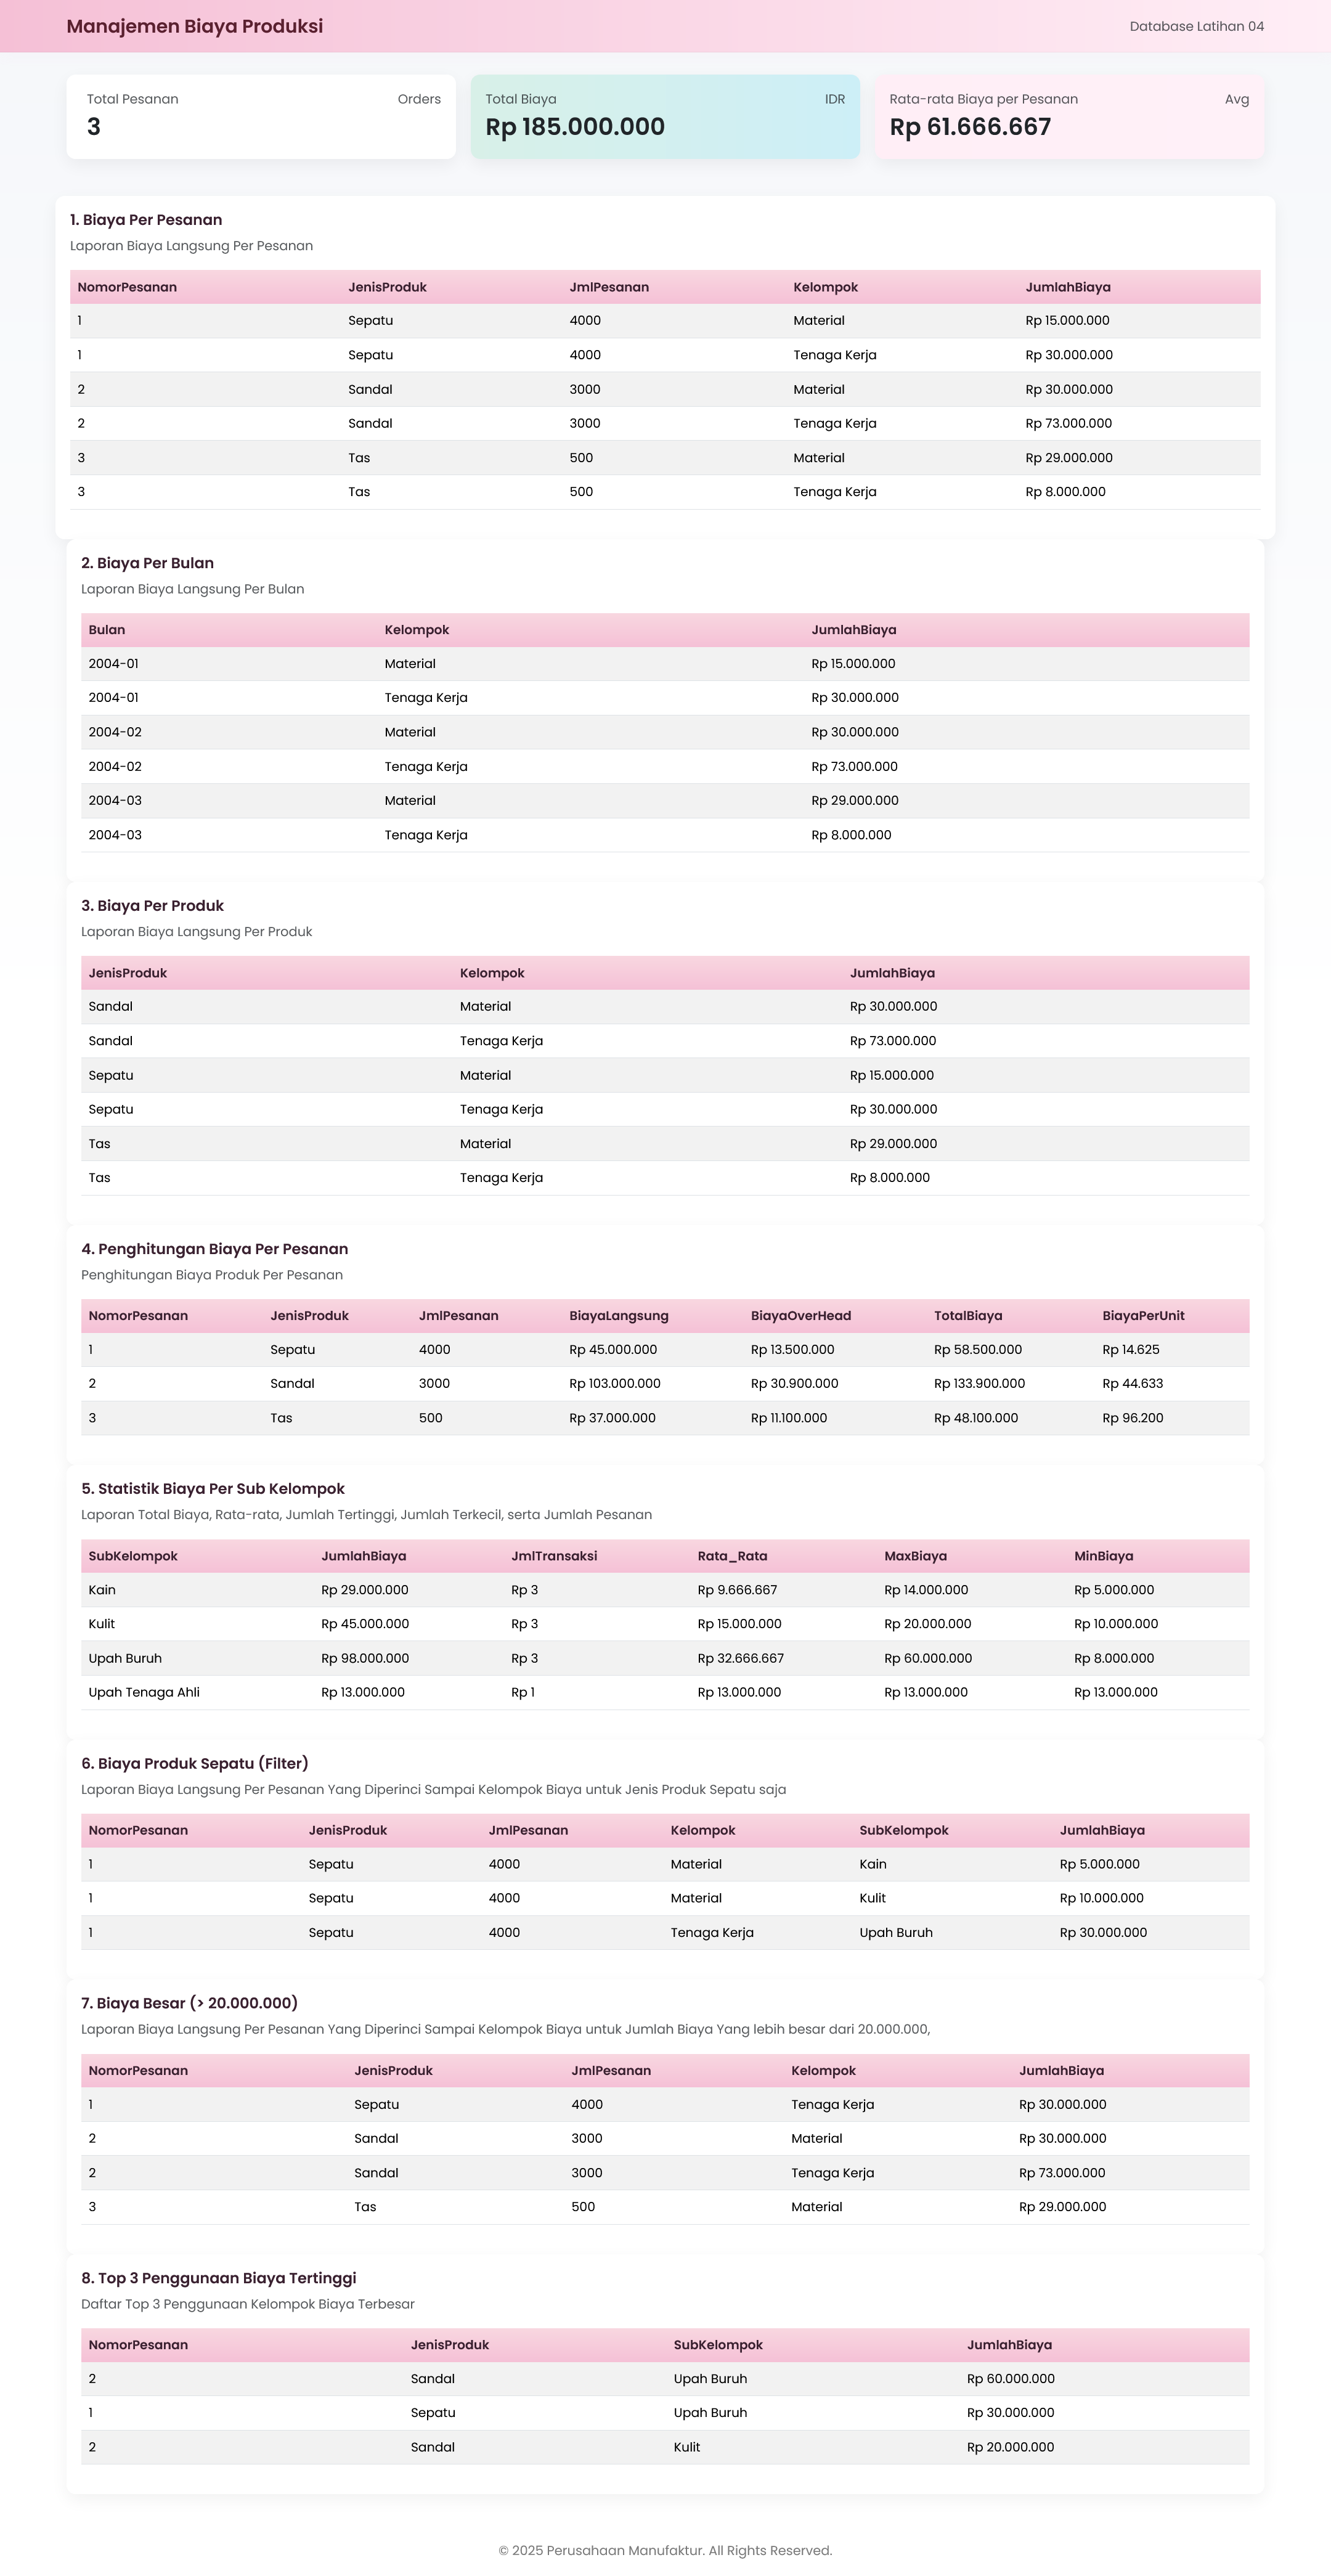 Manajemen Biaya Produksi
Database Latihan 04
Total Pesanan Orders
3
Total Biaya IDR
Rp 185.000.000
Rata-rata Biaya per Pesanan Avg
Rp 61.666.667
1. Biaya Per Pesanan
Laporan Biaya Langsung Per Pesanan
NomorPesanan JenisProduk JmlPesanan Kelompok JumlahBiaya
1 Sepatu 4000 Material Rp 15.000.000
1 Sepatu 4000 Tenaga Kerja Rp 30.000.000
2 Sandal 3000 Material Rp 30.000.000
2 Sandal 3000 Tenaga Kerja Rp 73.000.000
3 Tas 500 Material Rp 29.000.000
3 Tas 500 Tenaga Kerja Rp 8.000.000
2. Biaya Per Bulan
Laporan Biaya Langsung Per Bulan
Bulan Kelompok JumlahBiaya
2004-01 Material Rp 15.000.000
2004-01 Tenaga Kerja Rp 30.000.000
2004-02 Material Rp 30.000.000
2004-02 Tenaga Kerja Rp 73.000.000
2004-03 Material Rp 29.000.000
2004-03 Tenaga Kerja Rp 8.000.000
3. Biaya Per Produk
Laporan Biaya Langsung Per Produk
JenisProduk Kelompok JumlahBiaya
Sandal Material Rp 30.000.000
Sandal Tenaga Kerja Rp 73.000.000
Sepatu Material Rp 15.000.000
Sepatu Tenaga Kerja Rp 30.000.000
Tas Material Rp 29.000.000
Tas Tenaga Kerja Rp 8.000.000
4. Penghitungan Biaya Per Pesanan
Penghitungan Biaya Produk Per Pesanan
NomorPesanan JenisProduk JmlPesanan BiayaLangsung BiayaOverHead TotalBiaya BiayaPerUnit
1 Sepatu 4000 Rp 45.000.000 Rp 13.500.000 Rp 58.500.000 Rp 14.625
2 Sandal 3000 Rp 103.000.000 Rp 30.900.000 Rp 133.900.000 Rp 44.633
3 Tas 500 Rp 37.000.000 Rp 11.100.000 Rp 48.100.000 Rp 96.200
5. Statistik Biaya Per Sub Kelompok
Laporan Total Biaya, Rata-rata, Jumlah Tertinggi, Jumlah Terkecil, serta Jumlah Pesanan
SubKelompok JumlahBiaya JmlTransaksi Rata_Rata MaxBiaya MinBiaya
Kain Rp 29.000.000 Rp 3 Rp 9.666.667 Rp 14.000.000 Rp 5.000.000
Kulit Rp 45.000.000 Rp 3 Rp 15.000.000 Rp 20.000.000 Rp 10.000.000
Upah Buruh Rp 98.000.000 Rp 3 Rp 32.666.667 Rp 60.000.000 Rp 8.000.000
Upah Tenaga Ahli Rp 13.000.000 Rp 1 Rp 13.000.000 Rp 13.000.000 Rp 13.000.000
6. Biaya Produk Sepatu (Filter)
Laporan Biaya Langsung Per Pesanan Yang Diperinci Sampai Kelompok Biaya untuk Jenis Produk Sepatu saja
NomorPesanan JenisProduk JmlPesanan Kelompok SubKelompok JumlahBiaya
1 Sepatu 4000 Material Kain Rp 5.000.000
1 Sepatu 4000 Material Kulit Rp 10.000.000
1 Sepatu 4000 Tenaga Kerja Upah Buruh Rp 30.000.000
7. Biaya Besar (> 20.000.000)
Laporan Biaya Langsung Per Pesanan Yang Diperinci Sampai Kelompok Biaya untuk Jumlah Biaya Yang lebih besar dari 20.000.000,
NomorPesanan JenisProduk JmlPesanan Kelompok JumlahBiaya
1 Sepatu 4000 Tenaga Kerja Rp 30.000.000
2 Sandal 3000 Material Rp 30.000.000
2 Sandal 3000 Tenaga Kerja Rp 73.000.000
3 Tas 500 Material Rp 29.000.000
8. Top 3 Penggunaan Biaya Tertinggi
Daftar Top 3 Penggunaan Kelompok Biaya Terbesar
NomorPesanan JenisProduk SubKelompok JumlahBiaya
2 Sandal Upah Buruh Rp 60.000.000
1 Sepatu Upah Buruh Rp 30.000.000
2 Sandal Kulit Rp 20.000.000
© 2025 Perusahaan Manufaktur. All Rights Reserved.